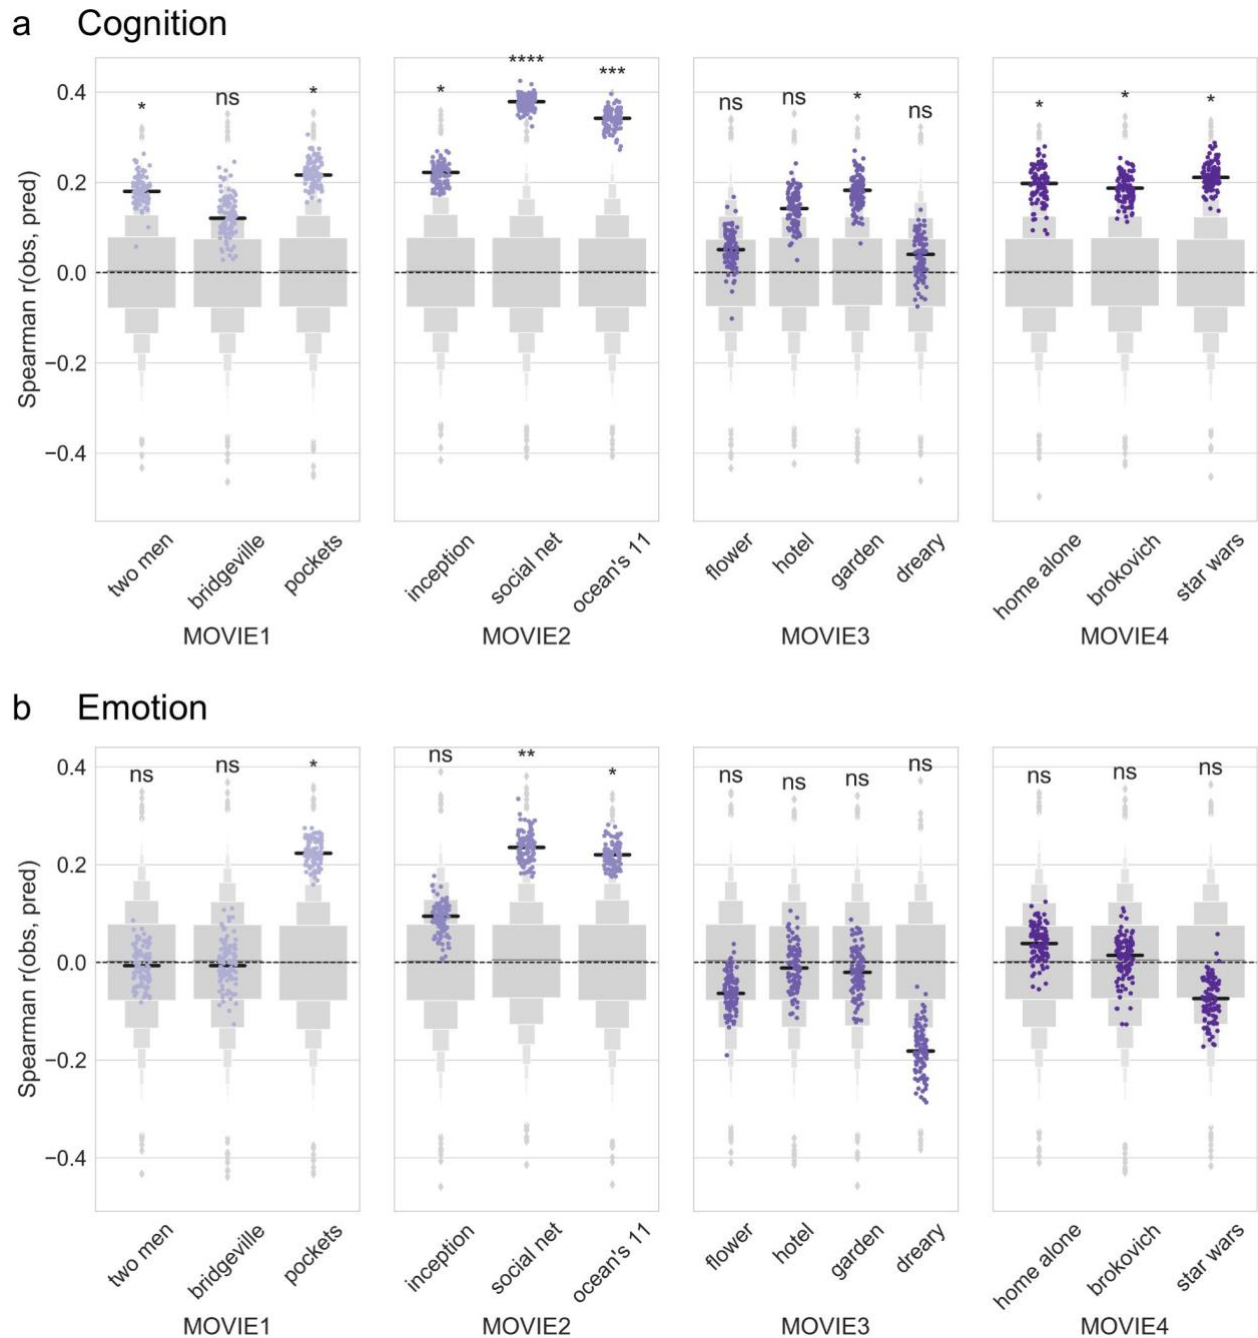 a Cognition
Spearman r(obs, pred)
0.4
0.2
0.0
−0.2
−0.4
* ns *
* **** ***
ns ns * ns
* * *
two men bridgeville pockets
inception social net ocean's 11
flower hotel garden dreary
home alone brokovich star wars
MOVIE1 MOVIE2 MOVIE3 MOVIE4
b Emotion
Spearman r(obs, pred)
0.4
0.2
0.0
−0.2
−0.4
ns ns *
ns ** *
ns ns ns ns
ns ns ns
two men bridgeville pockets
inception social net ocean's 11
flower hotel garden dreary
home alone brokovich star wars
MOVIE1 MOVIE2 MOVIE3 MOVIE4